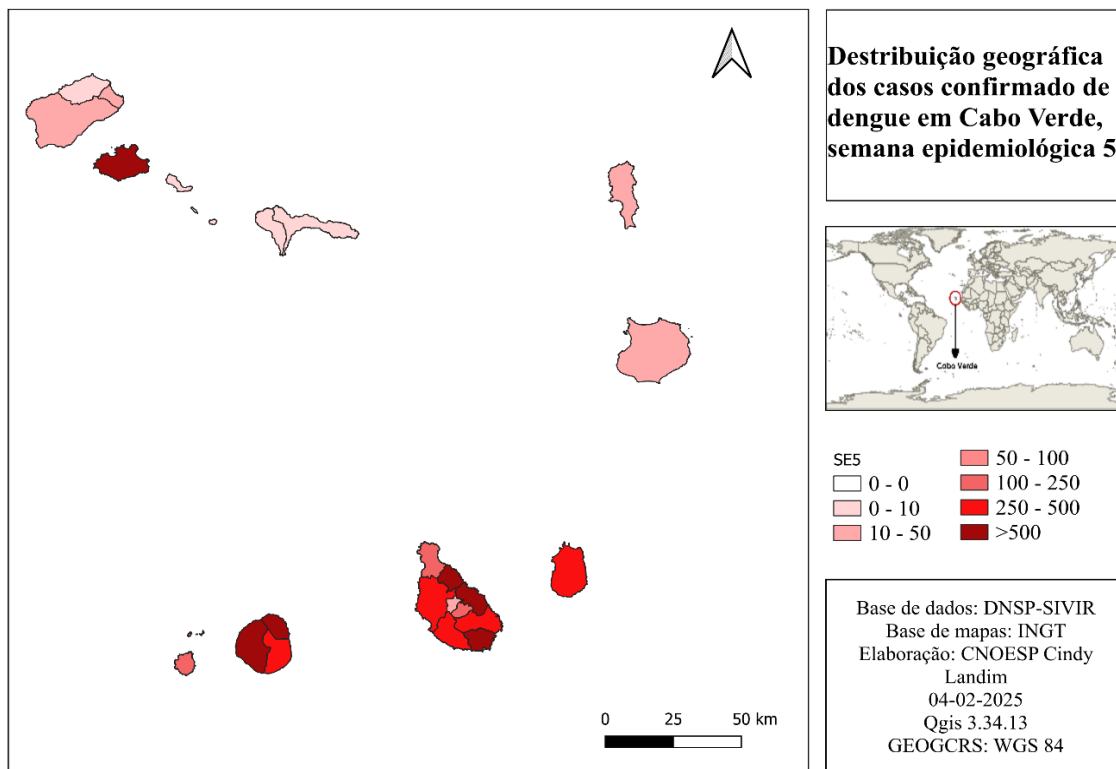 Destribuição geográfica
dos casos confirmado de
dengue em Cabo Verde,
semana epidemiológica 5
Cabo Verde
SE5
0 - 0
0 - 10
10 - 50
50 - 100
100 - 250
250 - 500
>500
0 25 50 km
Base de dados: DNSP-SIVIR
Base de mapas: INGT
Elaboração: CNOESP Cindy
Landim
04-02-2025
Qgis 3.34.13
GEOGCRS: WGS 84